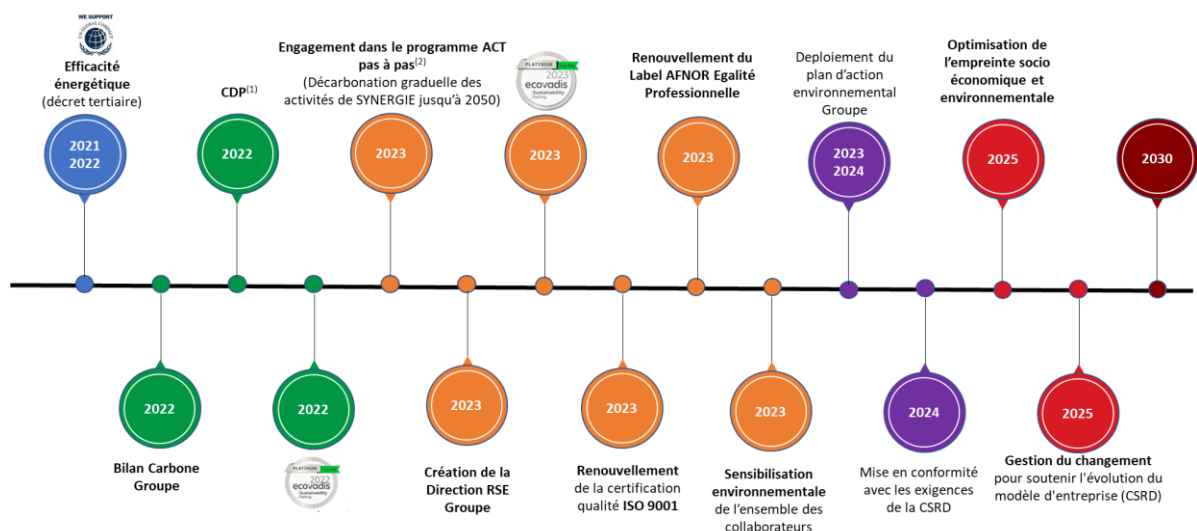 WE SUPPORT
Efficacité
énergétique
(décret tertiaire)
2021
2022
CDP(1)
2022
Engagement dans le programme ACT
pas à pas(2)
(Décarbonation graduelle des
activités de SYNERGIE jusqu'à 2050)
2023
PLATINUM
2023
ecovadis
Sustainability
Rating
2023
Renouvellement du
Label AFNOR Egalité
Professionnelle
2023
Deploiement du
plan d'action
environnemental
Groupe
2023
2024
Optimisation de
l'empreinte socio
économique et
environnementale
2025
2030
2022
Bilan Carbone
Groupe
2022
PLATINUM
2022
ecovadis
Sustainability
Rating
2023
Création de la
Direction RSE
Groupe
2023
Renouvellement
de la certification
qualité ISO 9001
2023
Sensibilisation
environnementale
de l'ensemble des
collaborateurs
2024
Mise en conformité
avec les exigences
de la CSRD
2025
Gestion du changement
pour soutenir l'évolution du
modèle d'entreprise (CSRD)